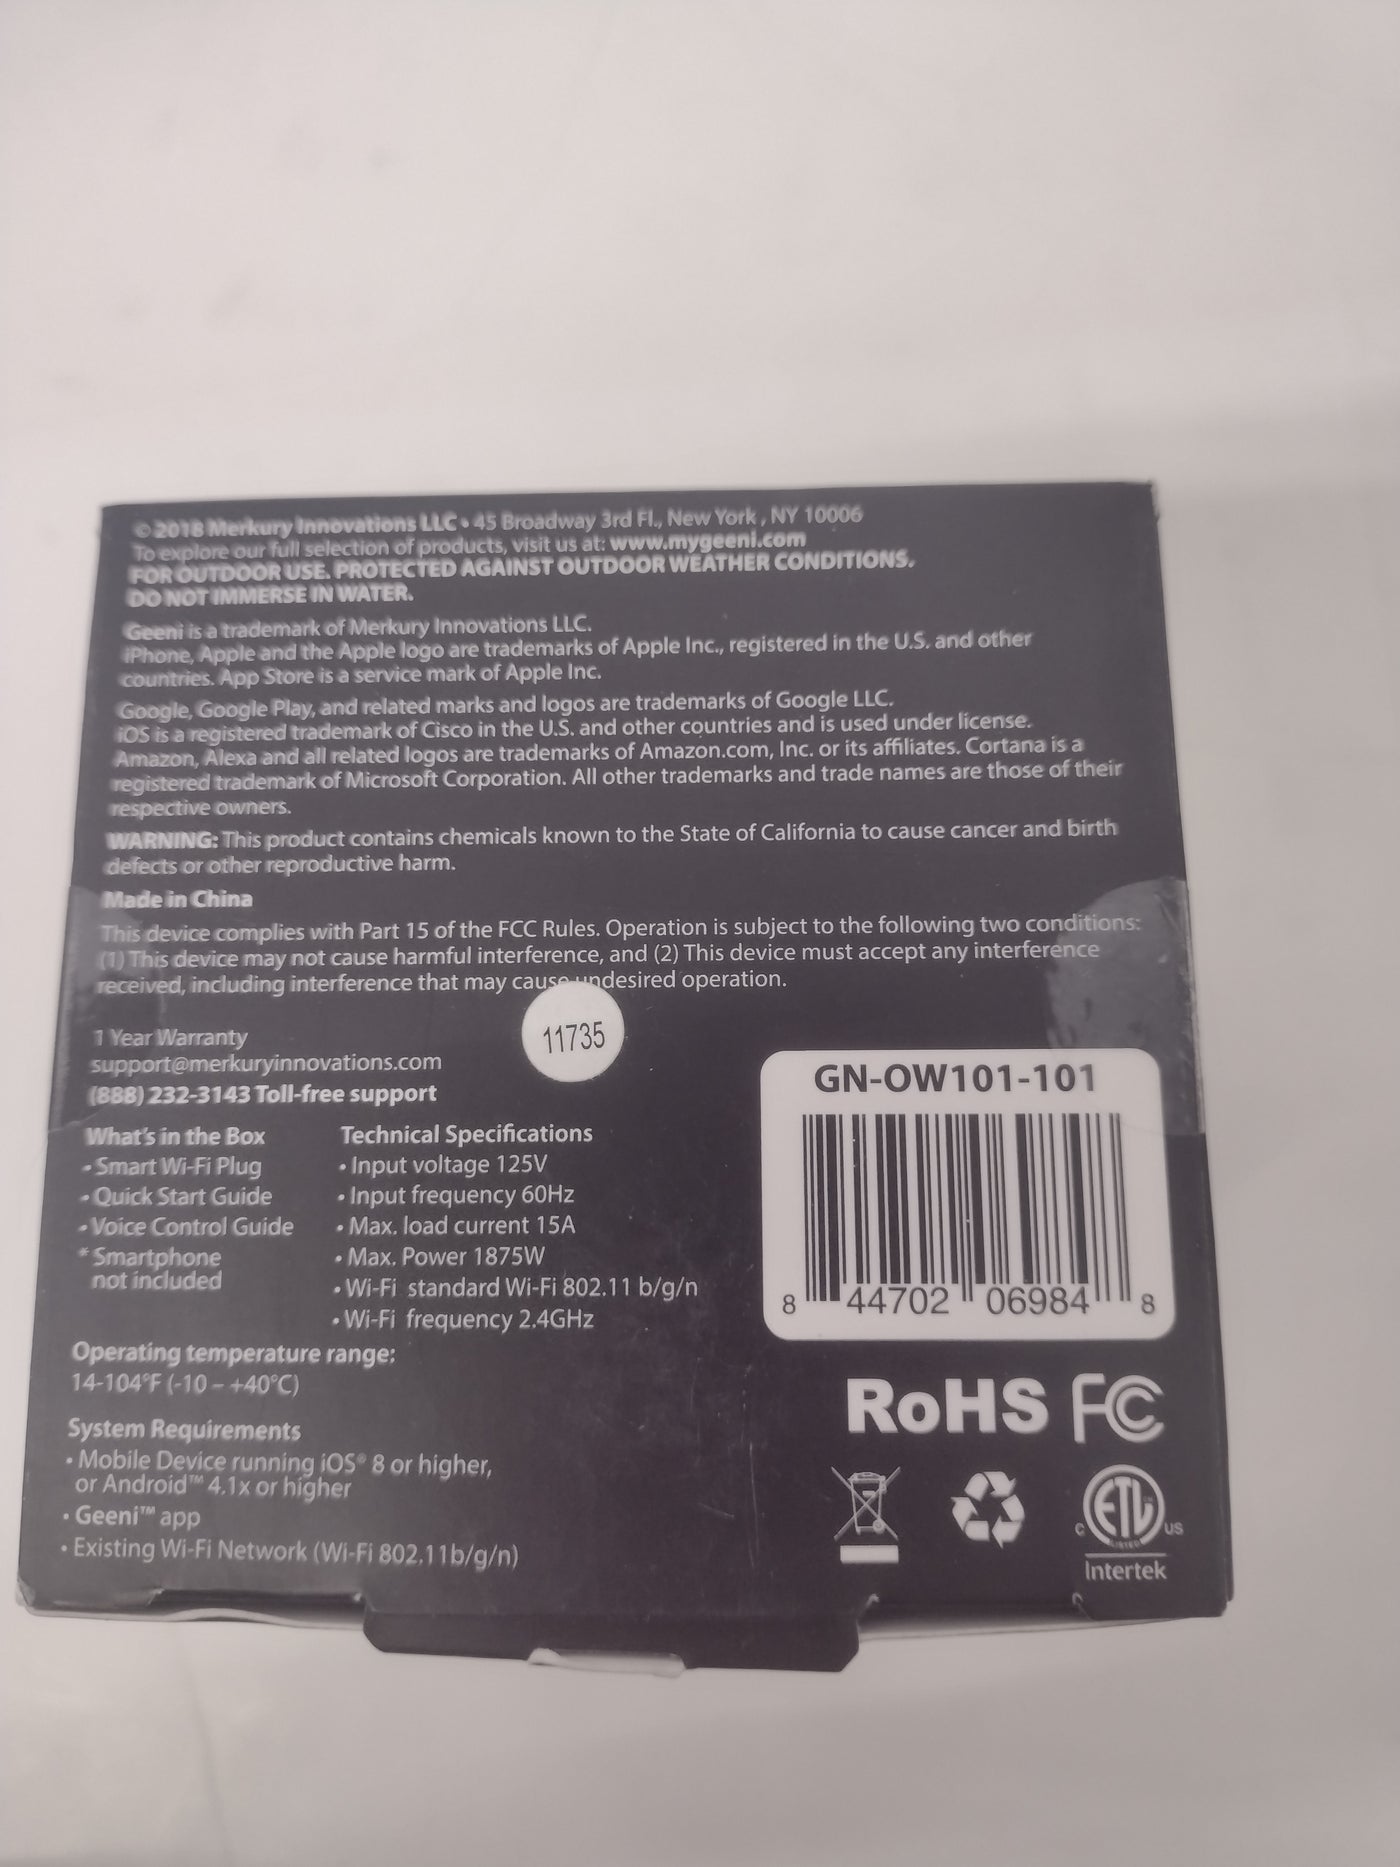 © 2018 Merkury Innovations LLC • 45 Broadway 3rd Fl., New York , NY 10006
To explore our full selection of products, visit us at: www.mygeeni.com
FOR OUTDOOR USE. PROTECTED AGAINST OUTDOOR WEATHER CONDITIONS.
DO NOT IMMERSE IN WATER.
Geeni is a trademark of Merkury Innovations LLC.
iPhone, Apple and the Apple logo are trademarks of Apple Inc., registered in the U.S. and other
countries. App Store is a service mark of Apple Inc.
Google, Google Play, and related marks and logos are trademarks of Google LLC.
iOS is a registered trademark of Cisco in the U.S. and other countries and is used under license.
Amazon, Alexa and all related logos are trademarks of Amazon.com, Inc. or its affiliates. Cortana is a
registered trademark of Microsoft Corporation. All other trademarks and trade names are those of their
respective owners.
WARNING: This product contains chemicals known to the State of California to cause cancer and birth
defects or other reproductive harm.
Made in China
This device complies with Part 15 of the FCC Rules. Operation is subject to the following two conditions:
(1) This device may not cause harmful interference, and (2) This device must accept any interference
received, including interference that may cause undesired operation.
11735
1 Year Warranty
support@merkuryinnovations.com
(888) 232-3143 Toll-free support
What's in the Box
• Smart Wi-Fi Plug
• Quick Start Guide
• Voice Control Guide
* Smartphone
not included
Technical Specifications
• Input voltage 125V
• Input frequency 60Hz
• Max. load current 15A
• Max. Power 1875W
• Wi-Fi standard Wi-Fi 802.11 b/g/n
• Wi-Fi frequency 2.4GHz
Operating temperature range:
14-104°F (-10 – +40°C)
System Requirements
• Mobile Device running iOS® 8 or higher,
or Android™ 4.1x or higher
• Geeni™ app
• Existing Wi-Fi Network (Wi-Fi 802.11b/g/n)
GN-OW101-101
8 44702 06984 8
RoHS FC
C ETL US
LISTED
Intertek